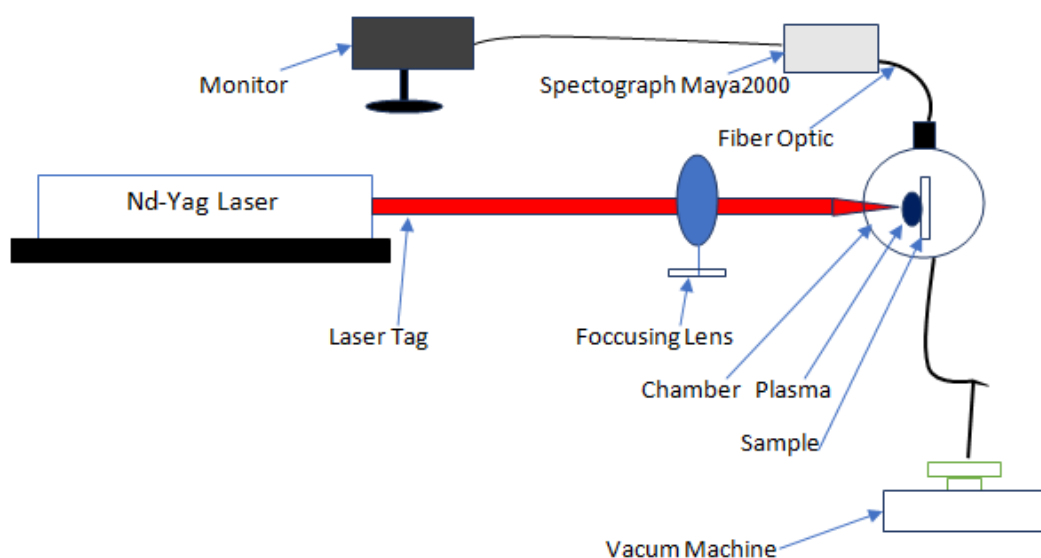 Monitor
Spectograph Maya2000
Fiber Optic
Nd-Yag Laser
Laser Tag
Foccusing Lens
Chamber
Plasma
Sample
Vacum Machine